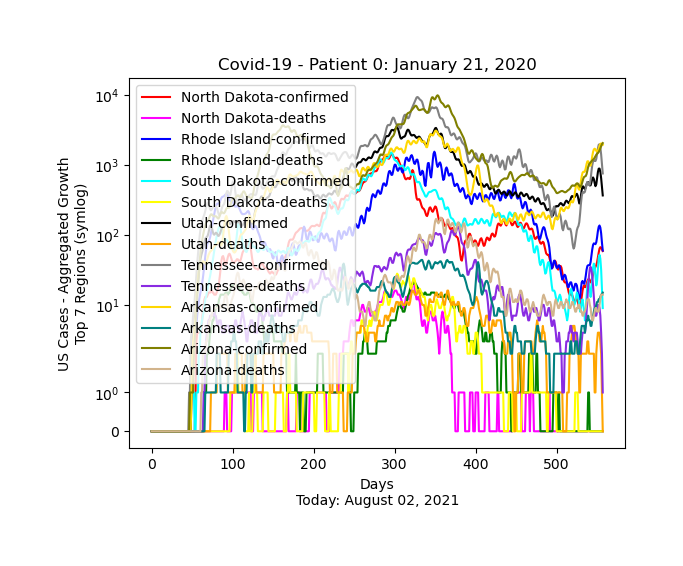 Covid-19 - Patient 0: January 21, 2020
US Cases - Aggregated Growth
Top 7 Regions (symlog)
10^4
10^3
10^2
10^1
10^0
0
North Dakota-confirmed
North Dakota-deaths
Rhode Island-confirmed
Rhode Island-deaths
South Dakota-confirmed
South Dakota-deaths
Utah-confirmed
Utah-deaths
Tennessee-confirmed
Tennessee-deaths
Arkansas-confirmed
Arkansas-deaths
Arizona-confirmed
Arizona-deaths
0 100 200 300 400 500
Days
Today: August 02, 2021